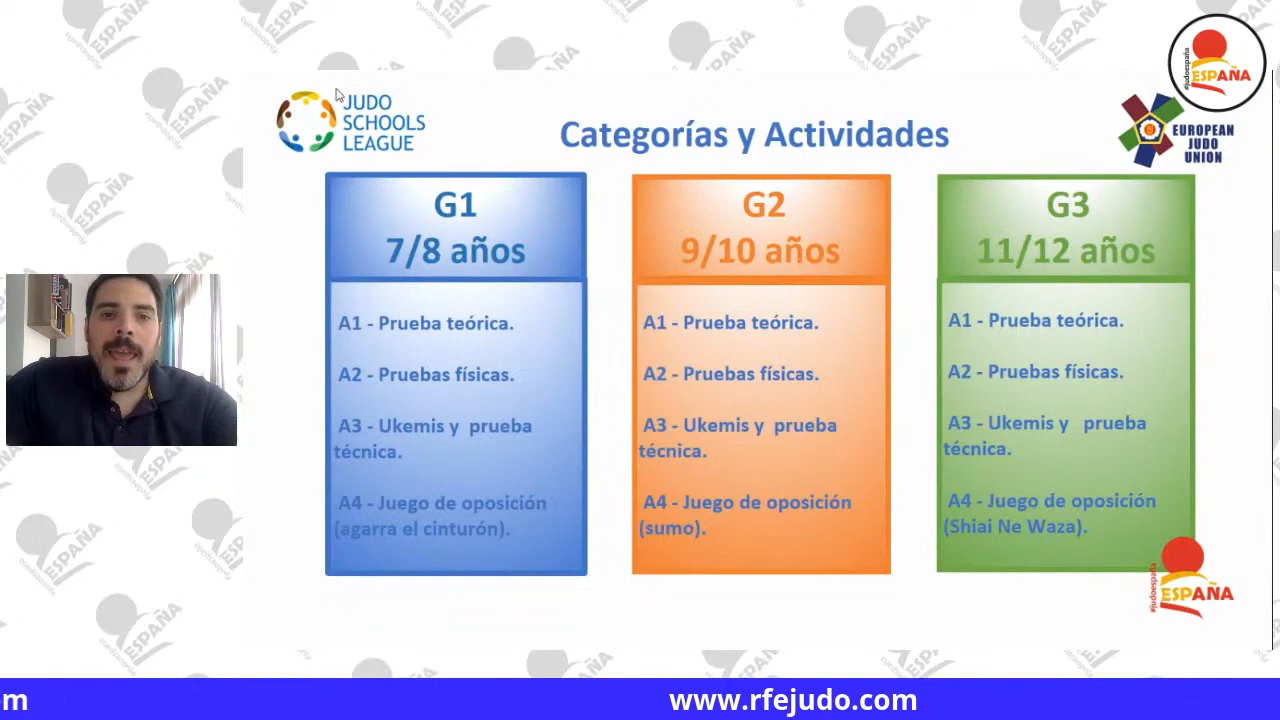 JUDO
SCHOOLS
LEAGUE
Categorías y Actividades
#judoespaña
ESPAÑA
EUROPEAN
JUDO
UNION
G1
7/8 años
A1 - Prueba teórica.
A2 - Pruebas físicas.
A3 - Ukemis y prueba
técnica.
A4 - Juego de oposición
(agarra el cinturón).
G2
9/10 años
A1 - Prueba teórica.
A2 - Pruebas físicas.
A3 - Ukemis y prueba
técnica.
A4 - Juego de oposición
(sumo).
G3
11/12 años
A1 - Prueba teórica.
A2 - Pruebas físicas.
A3 - Ukemis y prueba
técnica.
A4 - Juego de oposición
(Shiai Ne Waza).
#judoespaña
ESPAÑA
om
www.rfejudo.com